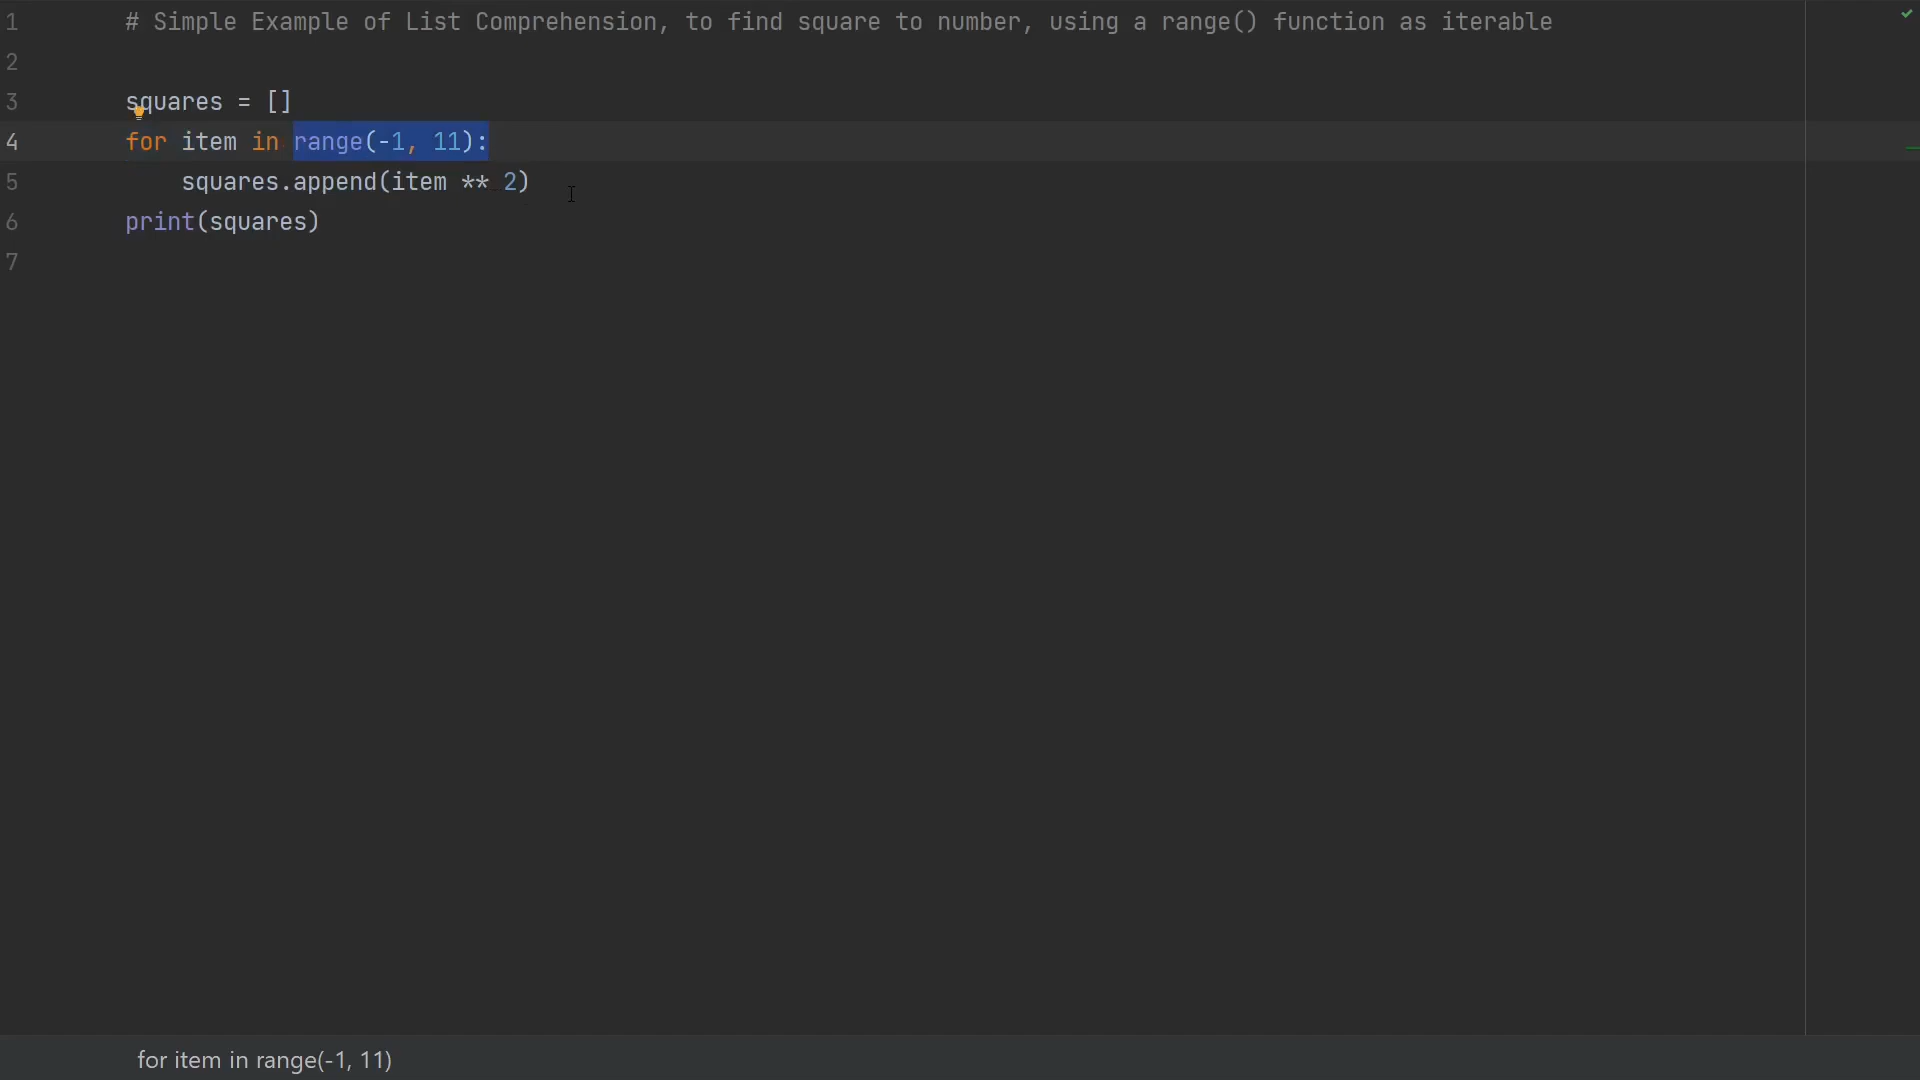 1 # Simple Example of List Comprehension, to find square to number, using a range() function as iterable
2
3 squares = []
4 for item in range(-1, 11):
5     squares.append(item ** 2)
6 print(squares)
7
for item in range(-1, 11)